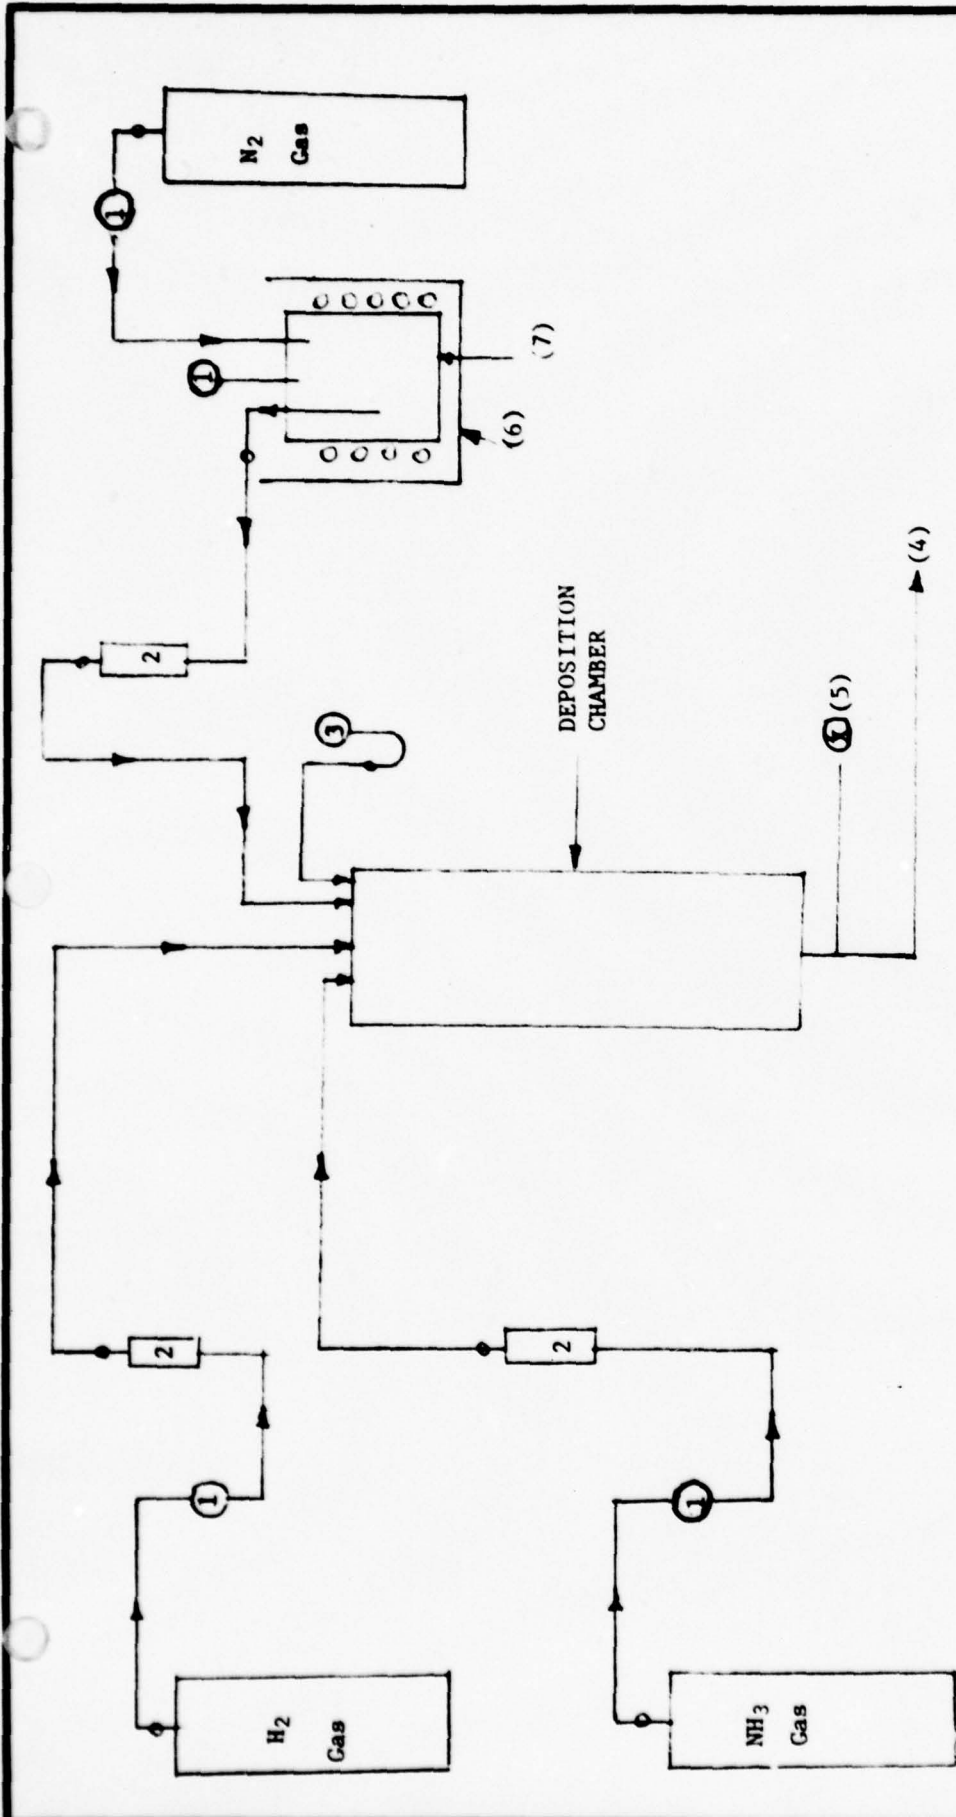 N2
Gas
1
1
(7)
(6)
2
3
DEPOSITION
CHAMBER
(5)
(4)
2
2
1
1
H2
Gas
NH3
Gas